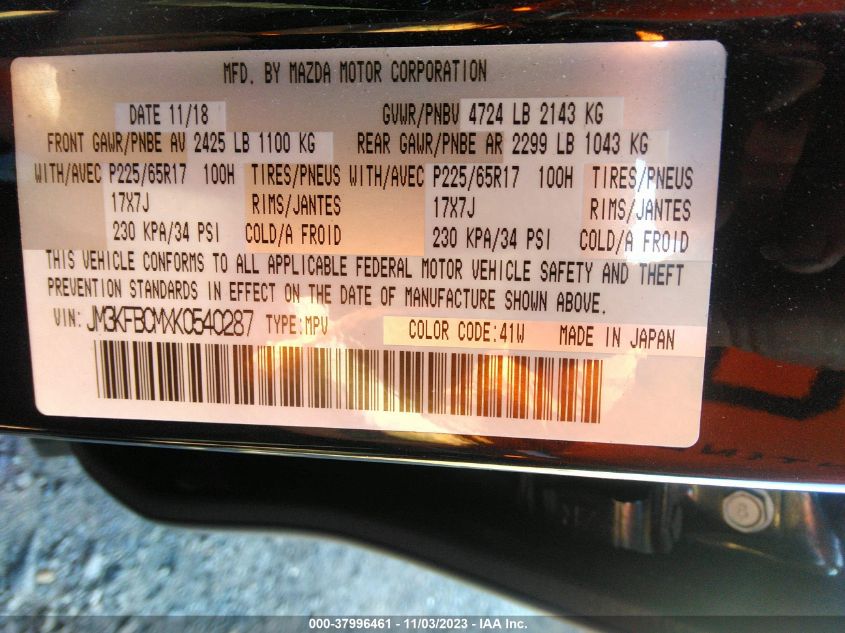 MFD. BY MAZDA MOTOR CORPORATION
DATE 11/18 GVWR/PNBV 4724 LB 2143 KG
FRONT GAWR/PNBE AV 2425 LB 1100 KG REAR GAWR/PNBE AR 2299 LB 1043 KG
WITH/AVEC P225/65R17 100H TIRES/PNEUS WITH/AVEC P225/65R17 100H TIRES/PNEUS
17X7J RIMS/JANTES 17X7J RIMS/JANTES
230 KPA/34 PSI COLD/A FROID 230 KPA/34 PSI COLD/A FROID
THIS VEHICLE CONFORMS TO ALL APPLICABLE FEDERAL MOTOR VEHICLE SAFETY AND THEFT
PREVENTION STANDARDS IN EFFECT ON THE DATE OF MANUFACTURE SHOWN ABOVE.
VIN: JM3KFBCMXK0540287 TYPE:MPV COLOR CODE:41W MADE IN JAPAN
000-37996461 - 11/03/2023 - IAA Inc.